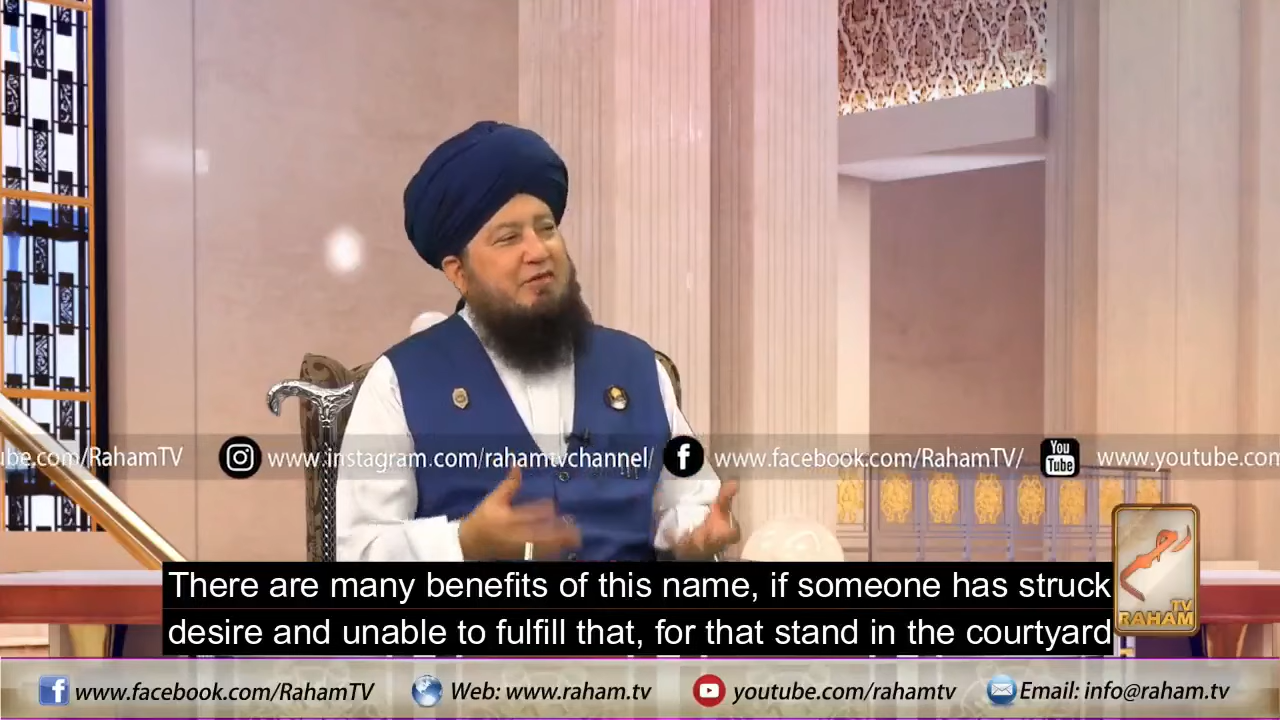 ube.com/RahamTV
www.instagram.com/rahamtvchannel/
www.facebook.com/RahamTV/
You
Tube
www.youtube.com
There are many benefits of this name, if someone has struck
desire and unable to fulfill that, for that stand in the courtyard
TV
RAHAM
www.facebook.com/RahamTV
Web: www.raham.tv
youtube.com/rahamtv
Email: info@raham.tv